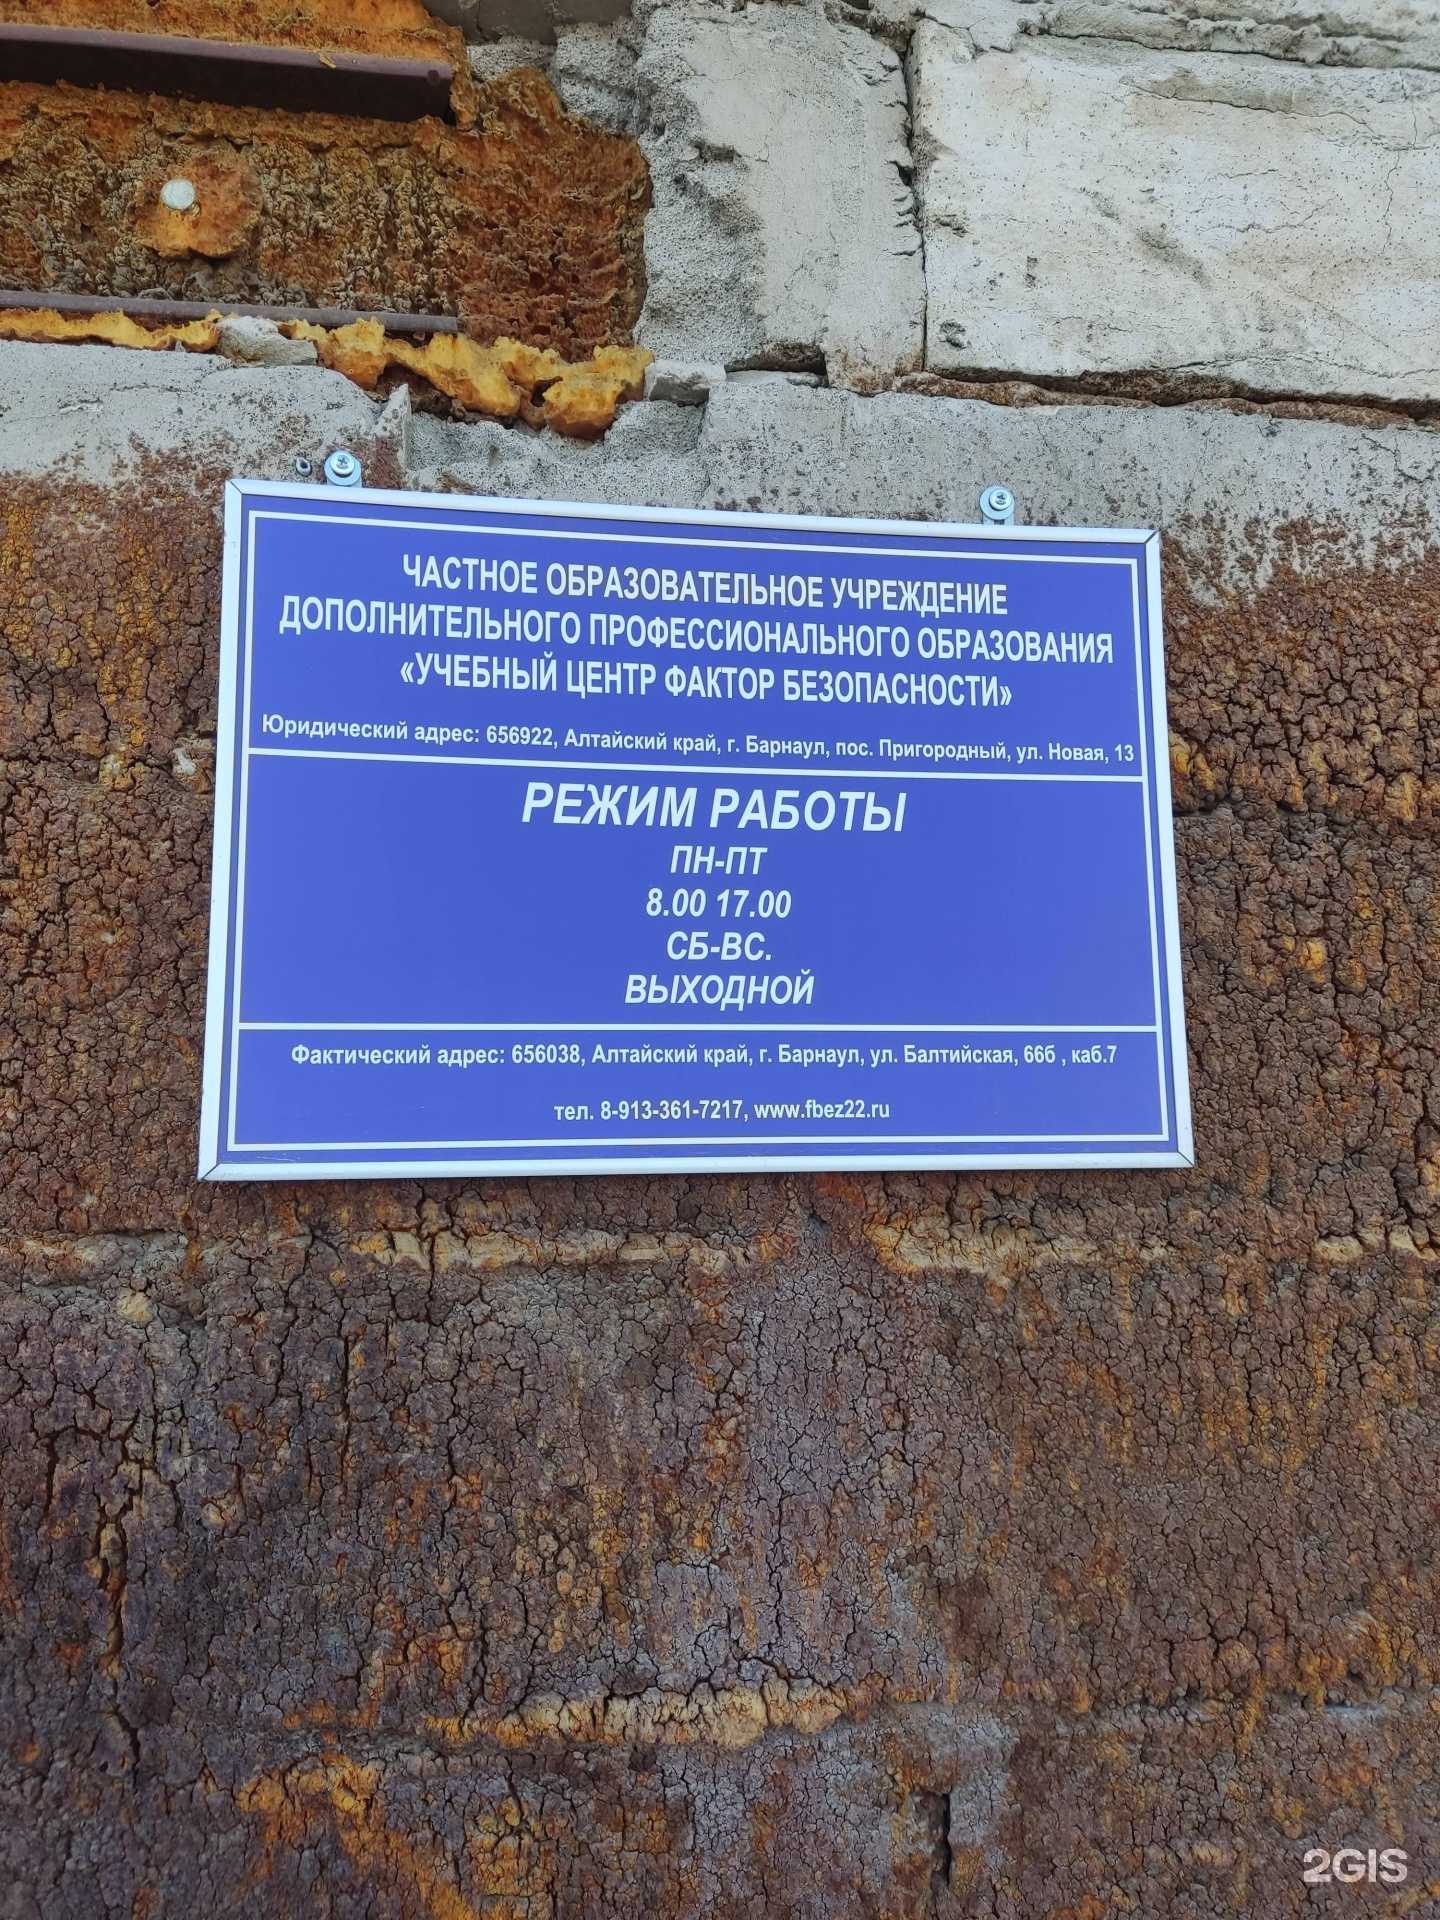 ЧАСТНОЕ ОБРАЗОВАТЕЛЬНОЕ УЧРЕЖДЕНИЕ
ДОПОЛНИТЕЛЬНОГО ПРОФЕССИОНАЛЬНОГО ОБРАЗОВАНИЯ
«УЧЕБНЫЙ ЦЕНТР ФАКТОР БЕЗОПАСНОСТИ»
Юридический адрес: 656922, Алтайский край, г. Барнаул, пос. Пригородный, ул. Новая, 13
РЕЖИМ РАБОТЫ
ПН-ПТ
8.00 17.00
СБ-ВС.
ВЫХОДНОЙ
Фактический адрес: 656038, Алтайский край, г. Барнаул, ул. Балтийская, 66б , каб.7
тел. 8-913-361-7217, www.fbez22.ru
2GIS